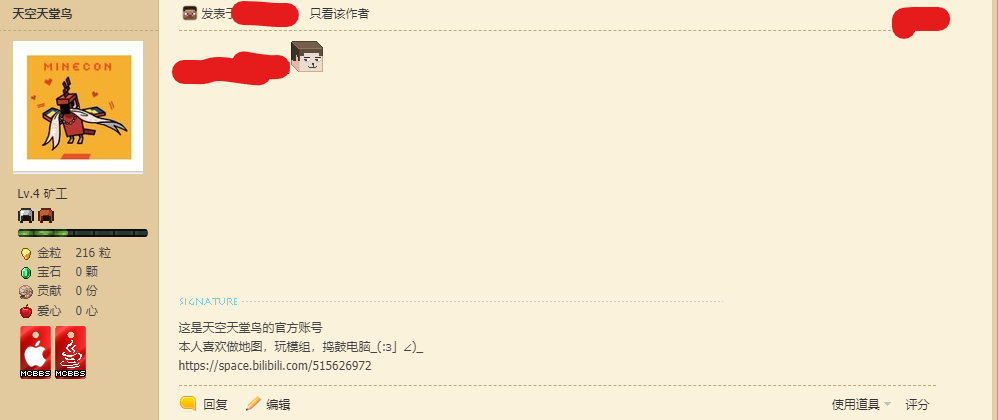 天空天堂鸟
发表于
只看该作者
MINECON
Lv.4 矿工
金粒 216 粒
宝石 0 颗
贡献 0 份
爱心 0 心
MCBBS MCBBS
SIGNATURE
这是天空天堂鸟的官方账号
本人喜欢做地图，玩模组，捣鼓电脑_(:з」∠)_
https://space.bilibili.com/515626972
回复 编辑
使用道具 评分